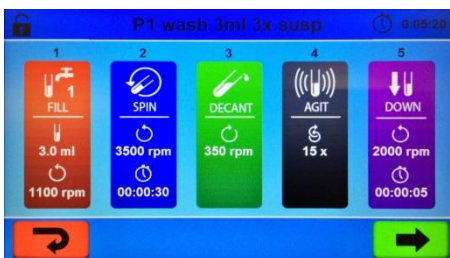 P1 wash 3ml 3x susp
0:05:20
1
FILL
1
3.0 ml
1100 rpm
2
SPIN
3500 rpm
00:00:30
3
DECANT
350 rpm
4
AGIT
15 x
5
DOWN
2000 rpm
00:00:05